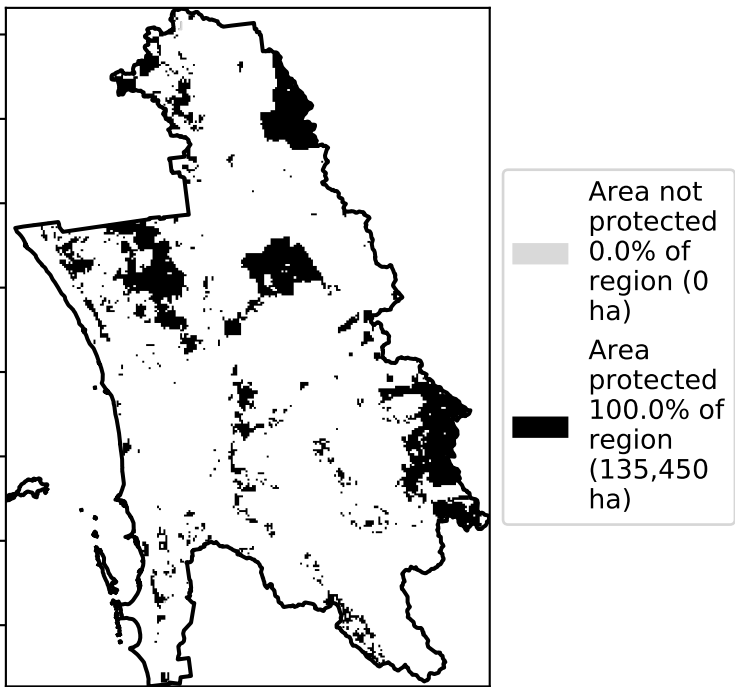 Area not
protected
0.0% of
region (0
ha)
Area
protected
100.0% of
region
(135,450
ha)